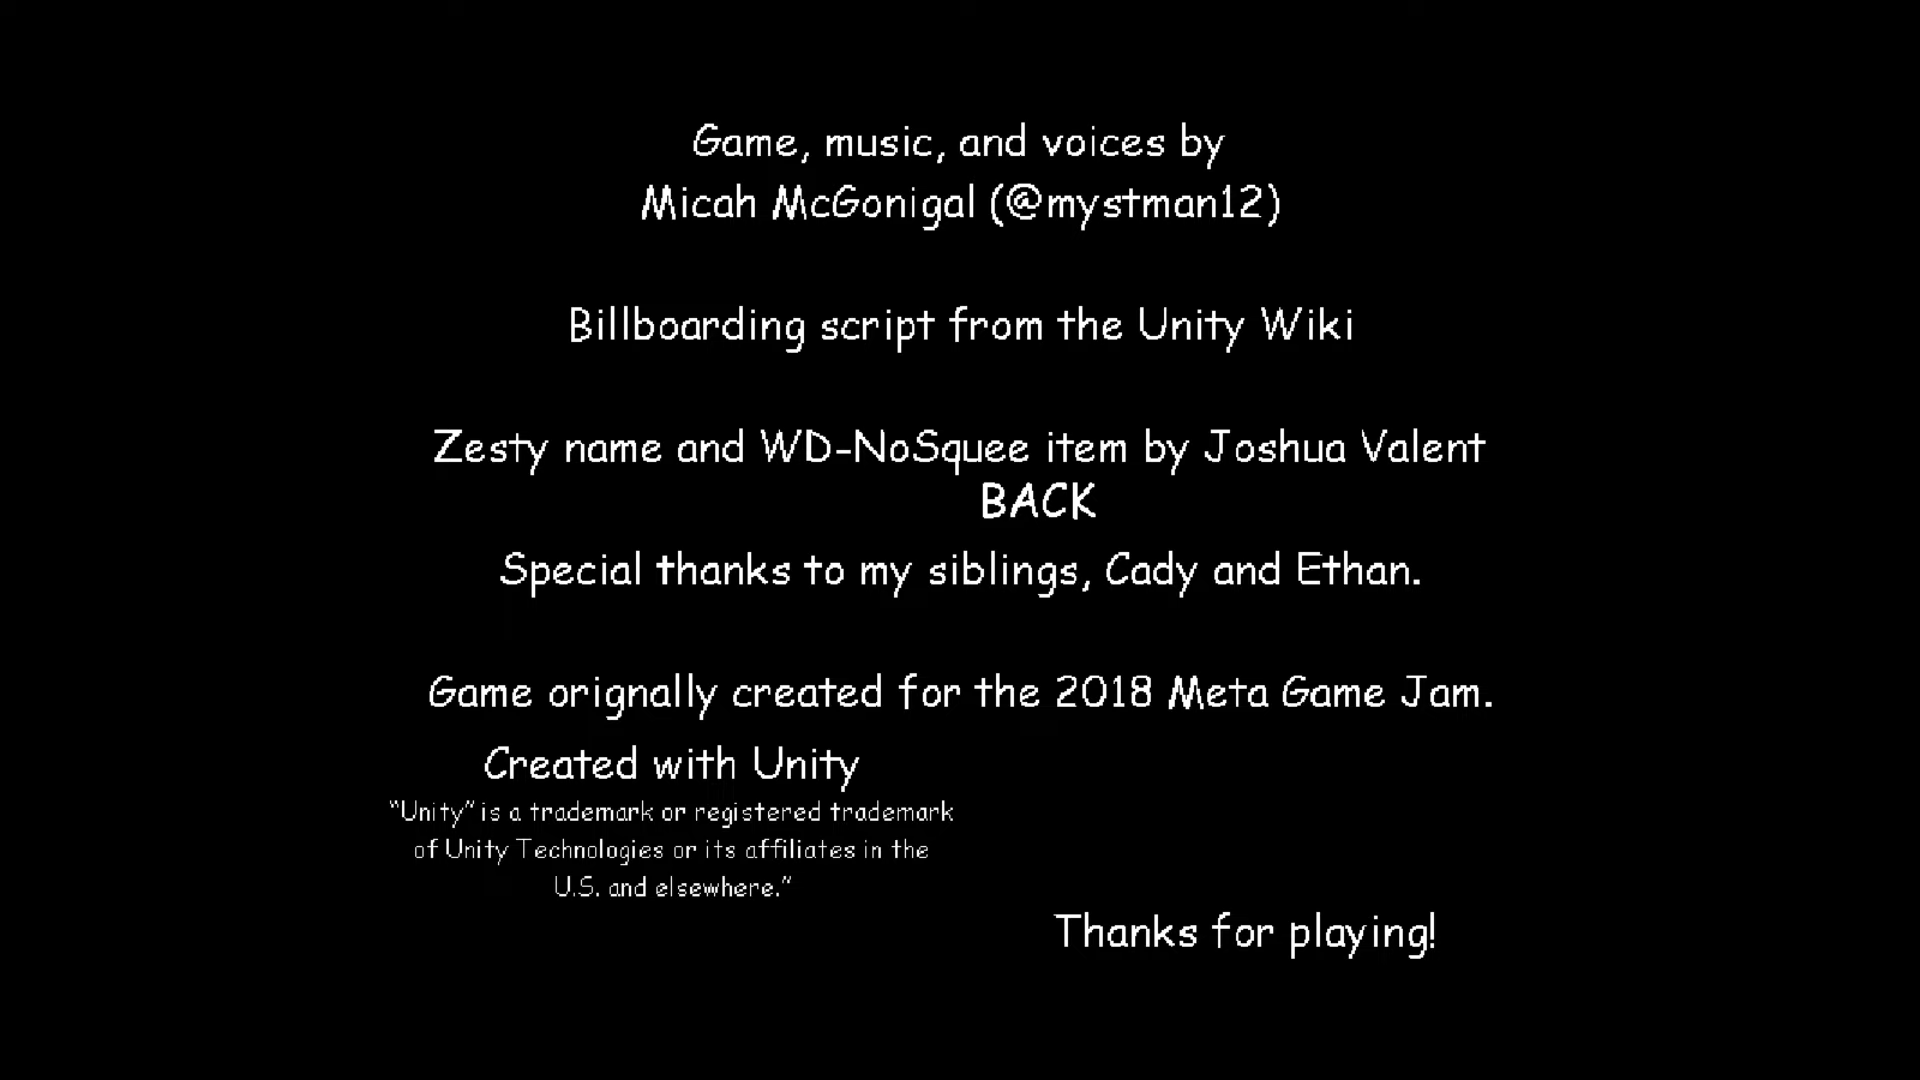 Game, music, and voices by
Micah McGonigal (@mystman12)
Billboarding script from the Unity Wiki
Zesty name and WD-NoSquee item by Joshua Valent
BACK
Special thanks to my siblings, Cady and Ethan.
Game orignally created for the 2018 Meta Game Jam.
Created with Unity
“Unity” is a trademark or registered trademark
of Unity Technologies or its affiliates in the
U.S. and elsewhere.”
Thanks for playing!